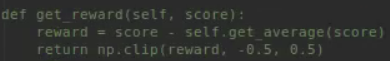 def get_reward(self, score):
    reward = score - self.get_average(score)
    return np.clip(reward, -0.5, 0.5)